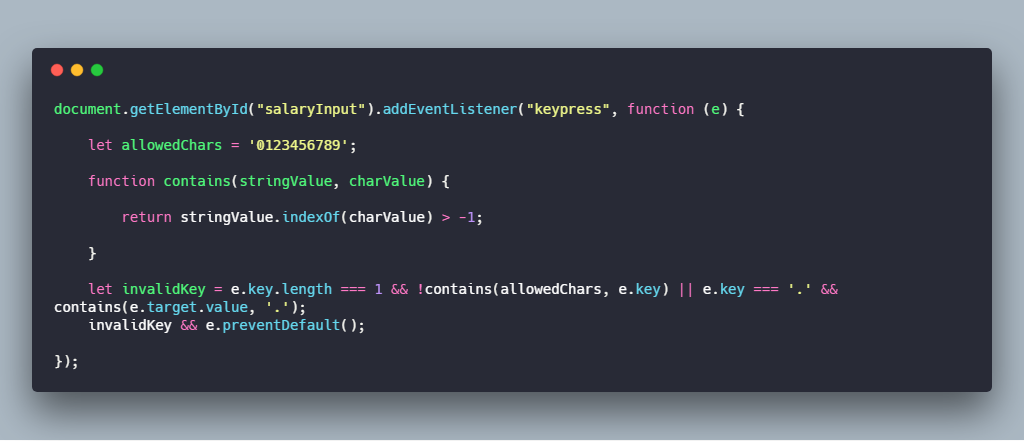 document.getElementById("salaryInput").addEventListener("keypress", function (e) {
let allowedChars = '0123456789';
function contains(stringValue, charValue) {
return stringValue.indexOf(charValue) > -1;
}
let invalidKey = e.key.length === 1 && !contains(allowedChars, e.key) || e.key === '.' &&
contains(e.target.value, '.');
invalidKey && e.preventDefault();
});